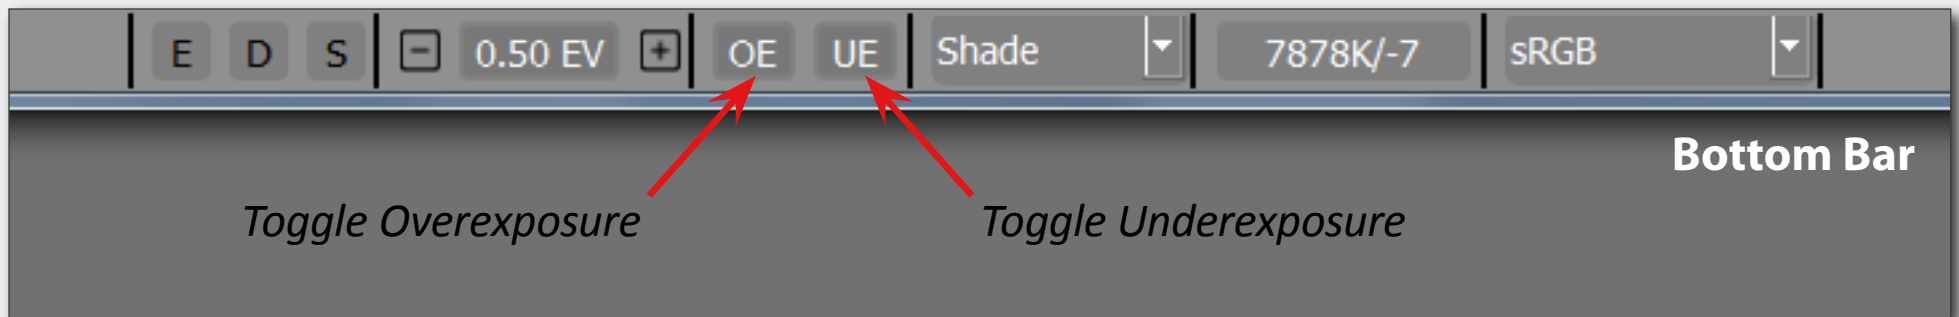 E D S − 0.50 EV + OE UE Shade 7878K/-7 sRGB
Bottom Bar
Toggle Overexposure Toggle Underexposure